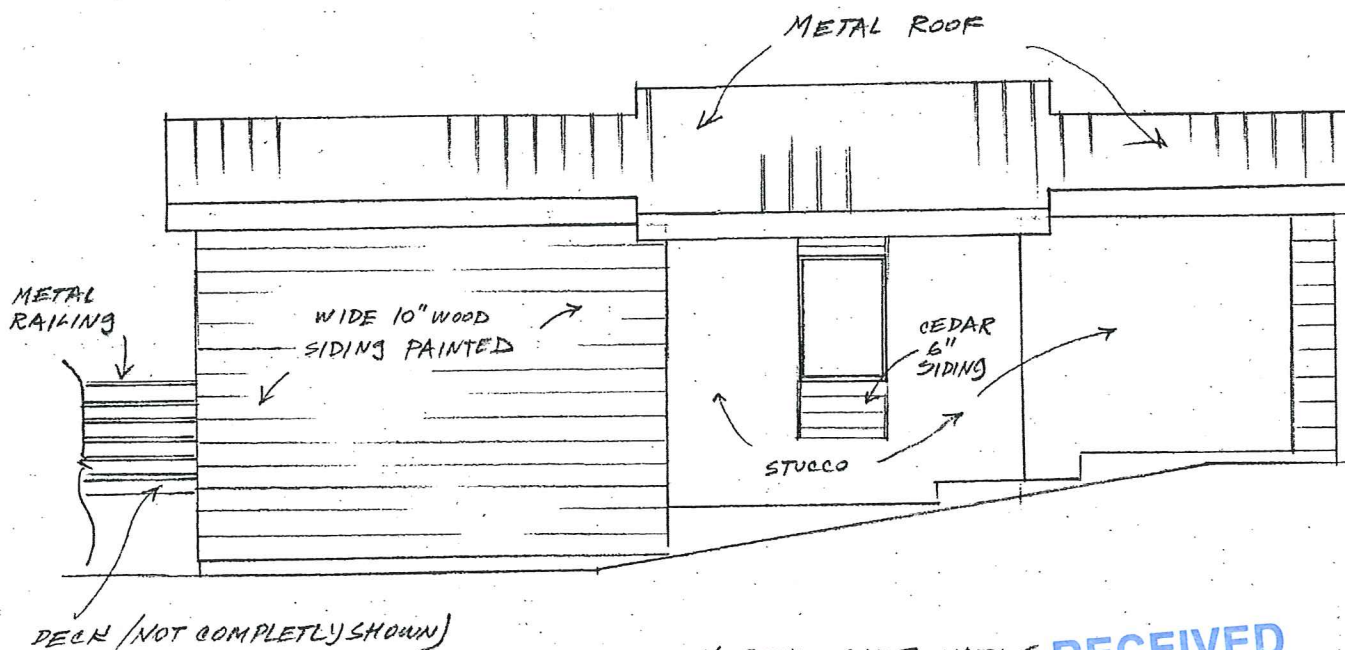 METAL ROOF
METAL
RAILING
WIDE 10" WOOD
SIDING PAINTED
CEDAR
6"
SIDING
STUCCO
DECK (NOT COMPLETLY SHOWN)
RECEIVED